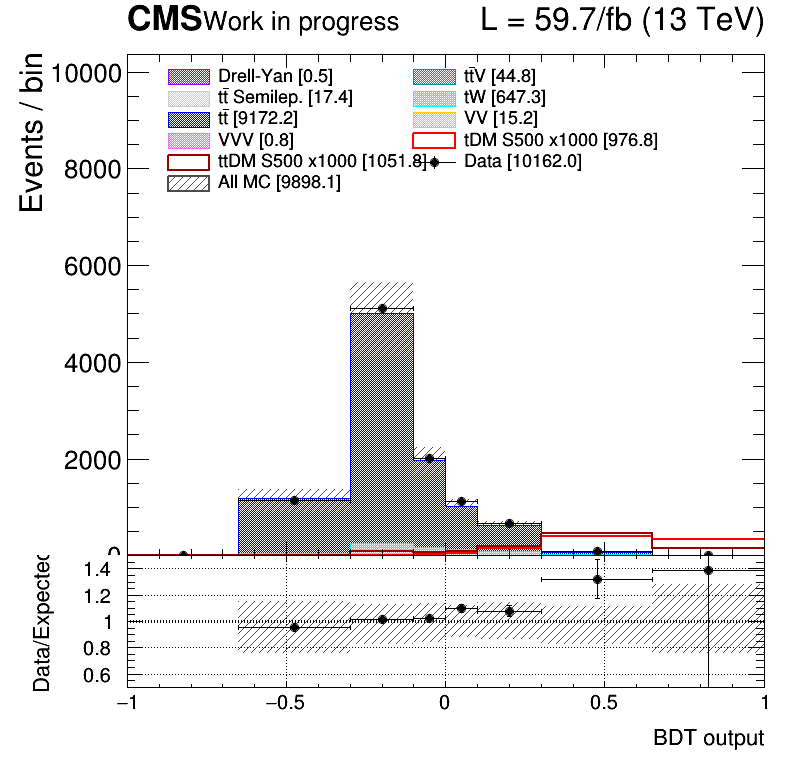 CMS Work in progress L = 59.7/fb (13 TeV)
Events / bin
10000
8000
6000
4000
2000
0
Drell-Yan [0.5]
tt̄V [44.8]
tt̄ Semilep. [17.4]
tW [647.3]
tt̄ [9172.2]
VV [15.2]
VVV [0.8]
tDM S500 x1000 [976.8]
ttDM S500 x1000 [1051.8]
Data [10162.0]
All MC [9898.1]
Data/Expected
1.4
1.2
1
0.8
0.6
−1 −0.5 0 0.5 1
BDT output